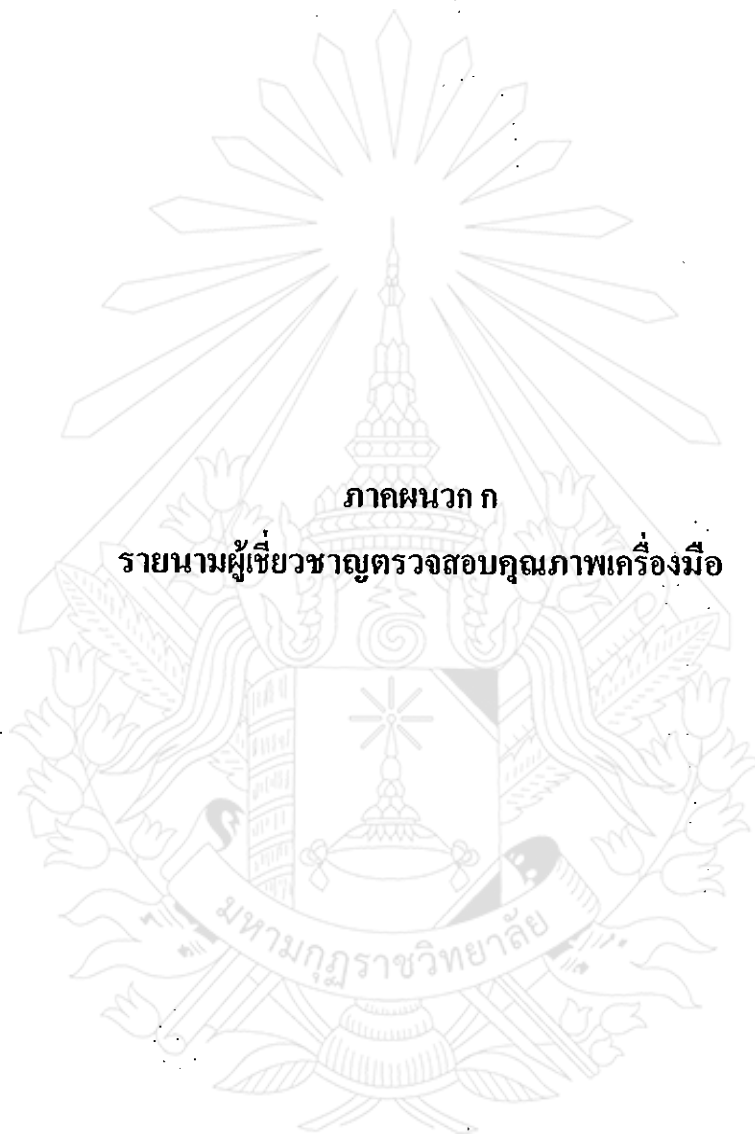 ภาคผนวก ก
รายนามผู้เชี่ยวชาญตรวจสอบคุณภาพเครื่องมือ
มหามกุฏราชวิทยาลัย